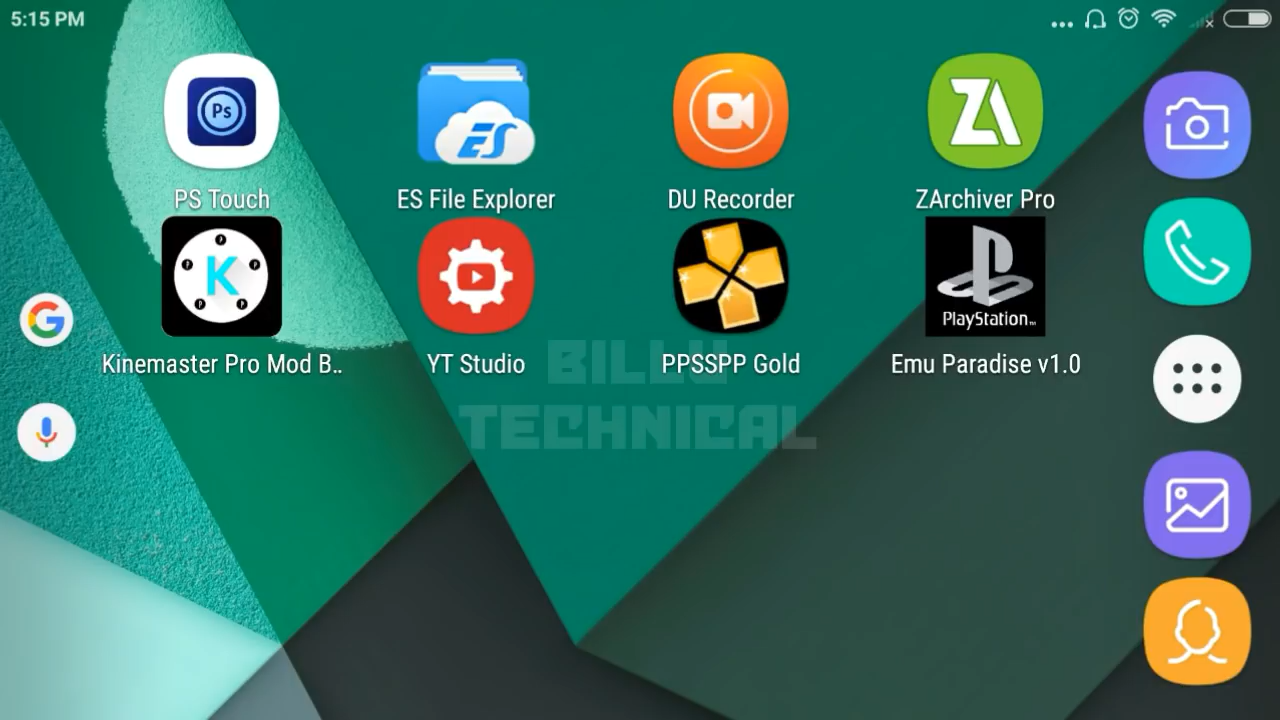 5:15 PM
Ps
ES
ZA
PS Touch
ES File Explorer
DU Recorder
ZArchiver Pro
K
PlayStation™
Kinemaster Pro Mod B..
YT Studio
PPSSPP Gold
Emu Paradise v1.0
BILLU
TECHNICAL
G